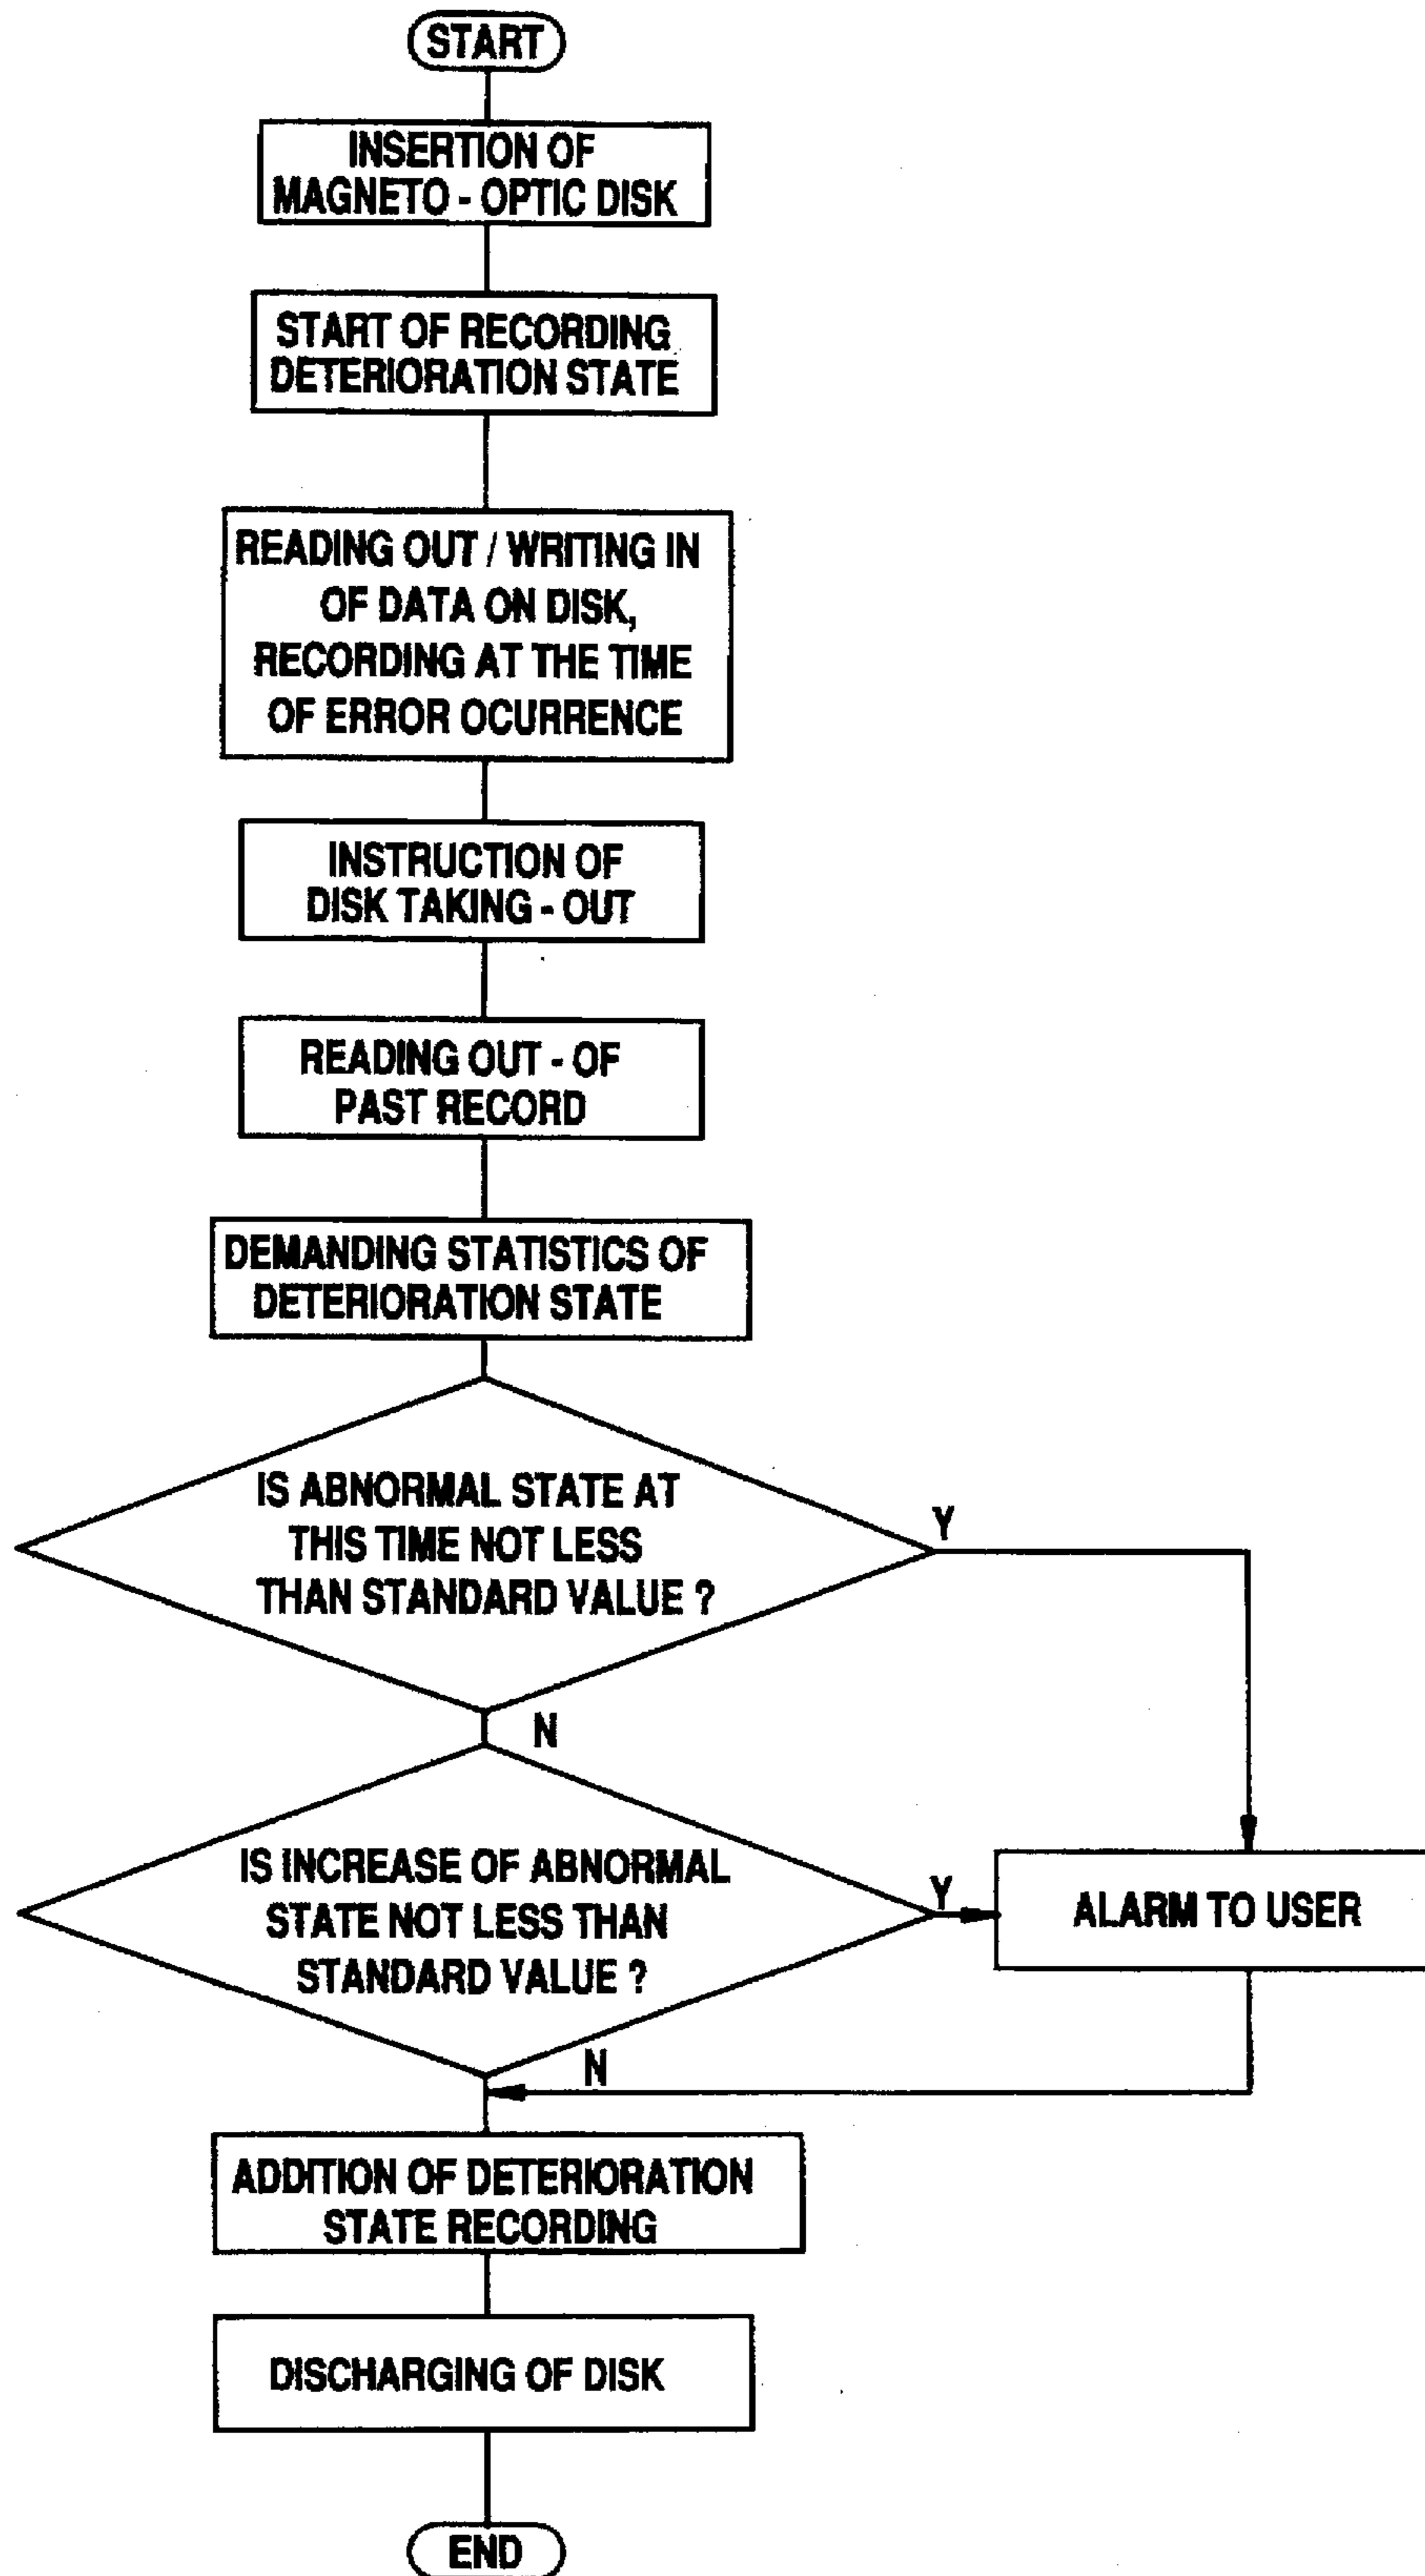 START
INSERTION OF
MAGNETO - OPTIC DISK
START OF RECORDING
DETERIORATION STATE
READING OUT / WRITING IN
OF DATA ON DISK,
RECORDING AT THE TIME
OF ERROR OCURRENCE
INSTRUCTION OF
DISK TAKING - OUT
READING OUT - OF
PAST RECORD
DEMANDING STATISTICS OF
DETERIORATION STATE
IS ABNORMAL STATE AT
THIS TIME NOT LESS
THAN STANDARD VALUE ?
Y
N
IS INCREASE OF ABNORMAL
STATE NOT LESS THAN
STANDARD VALUE ?
Y
ALARM TO USER
N
ADDITION OF DETERIORATION
STATE RECORDING
DISCHARGING OF DISK
END